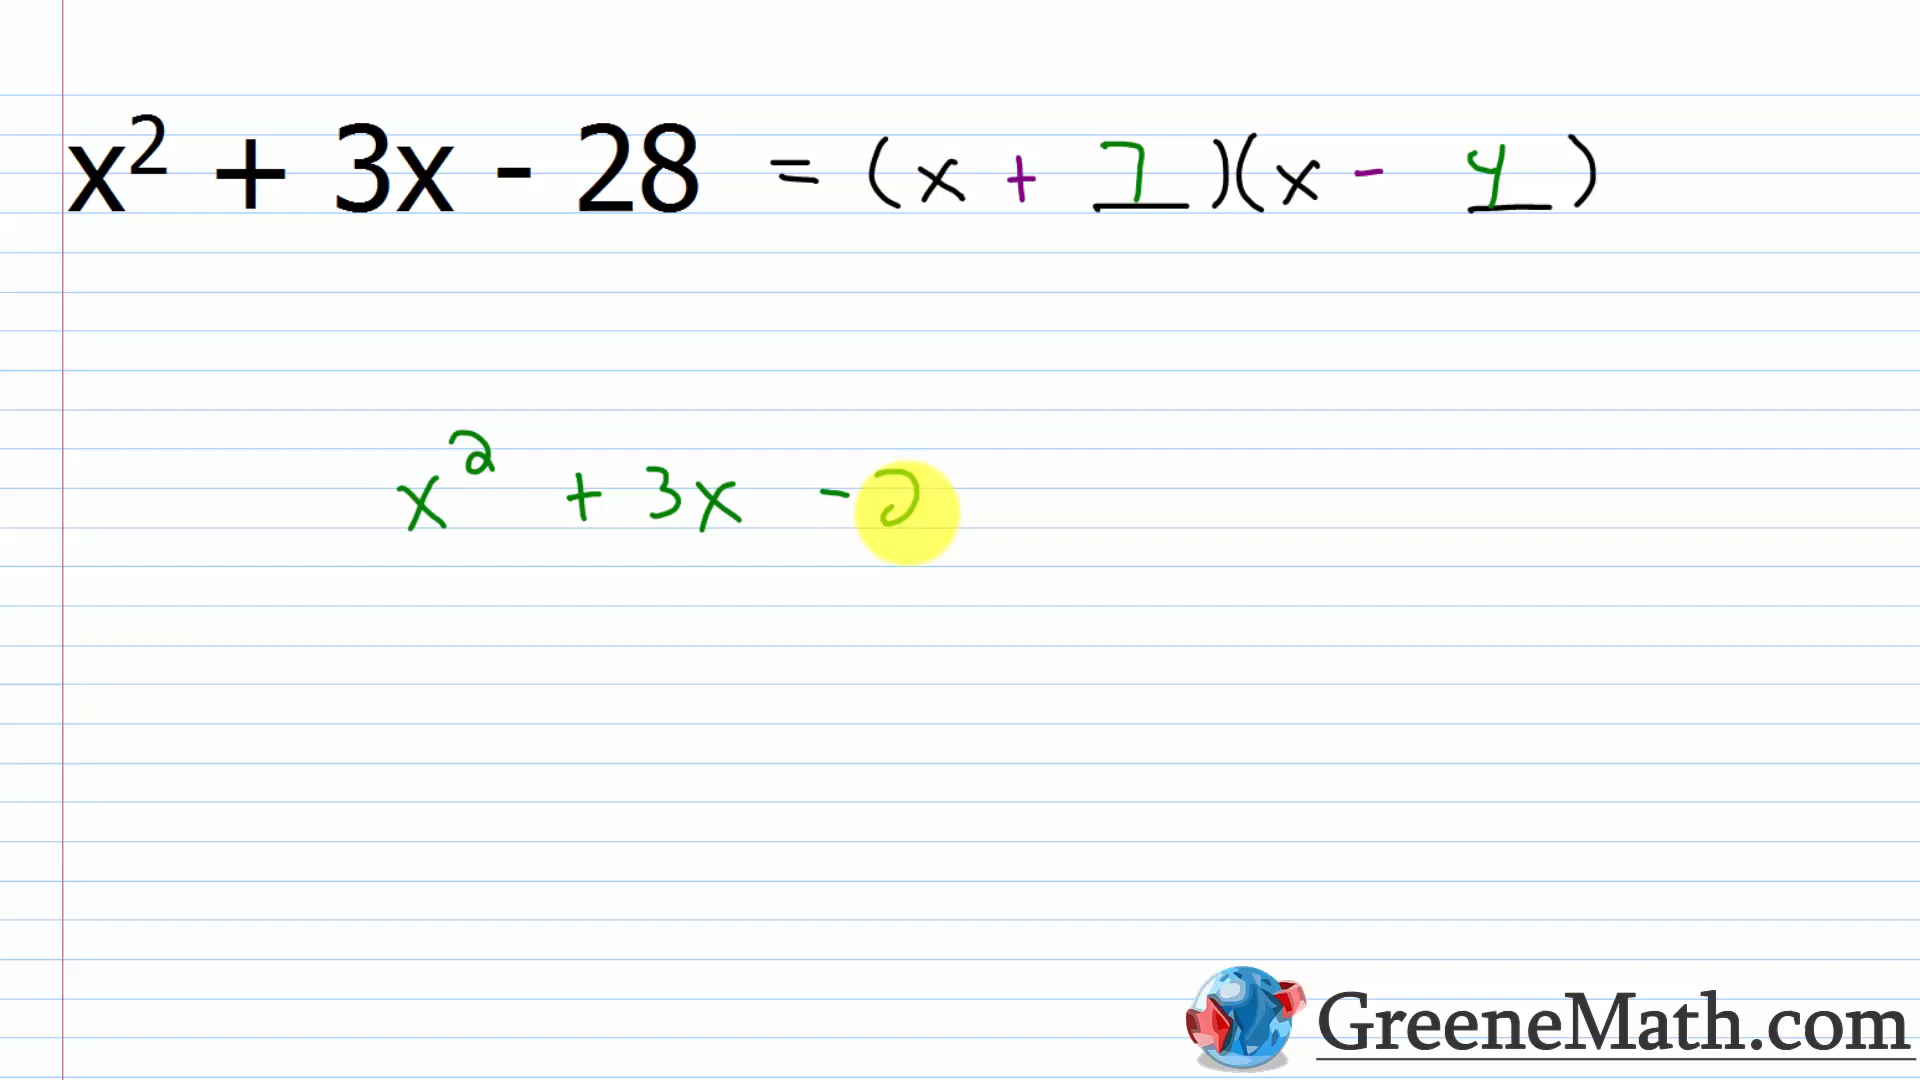 x² + 3x - 28 = (x + 7)(x - 4)
x² + 3x - 2
GreeneMath.com